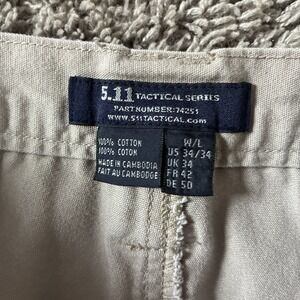 5.11 TACTICAL SERIES
PART NUMBER: 74251
WWW.511TACTICAL.COM
100% COTTON
100% COTON
MADE IN CAMBODIA
FAIT AU CAMBODGE
W/L
US 34/34
UK 34
FR 42
DE 50